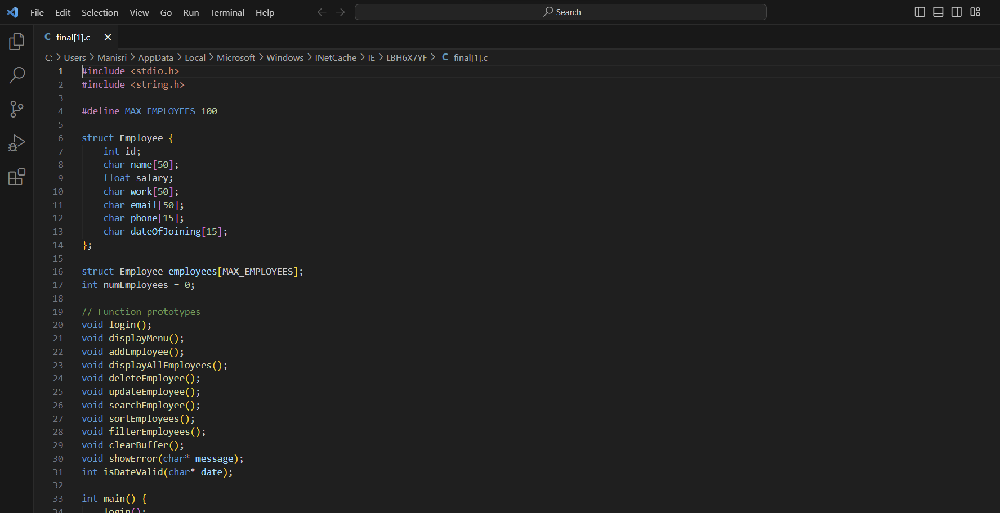 File Edit Selection View Go Run Terminal Help Search
C final[1].c
C: > Users > Manisri > AppData > Local > Microsoft > Windows > INetCache > IE > LBH6X7YF > C final[1].c
1 #include <stdio.h>
2 #include <string.h>
3
4 #define MAX_EMPLOYEES 100
5
6 struct Employee {
7 int id;
8 char name[50];
9 float salary;
10 char work[50];
11 char email[50];
12 char phone[15];
13 char dateOfJoining[15];
14 };
15
16 struct Employee employees[MAX_EMPLOYEES];
17 int numEmployees = 0;
18
19 // Function prototypes
20 void login();
21 void displayMenu();
22 void addEmployee();
23 void displayAllEmployees();
24 void deleteEmployee();
25 void updateEmployee();
26 void searchEmployee();
27 void sortEmployees();
28 void filterEmployees();
29 void clearBuffer();
30 void showError(char* message);
31 int isDateValid(char* date);
32
33 int main() {
34 login();